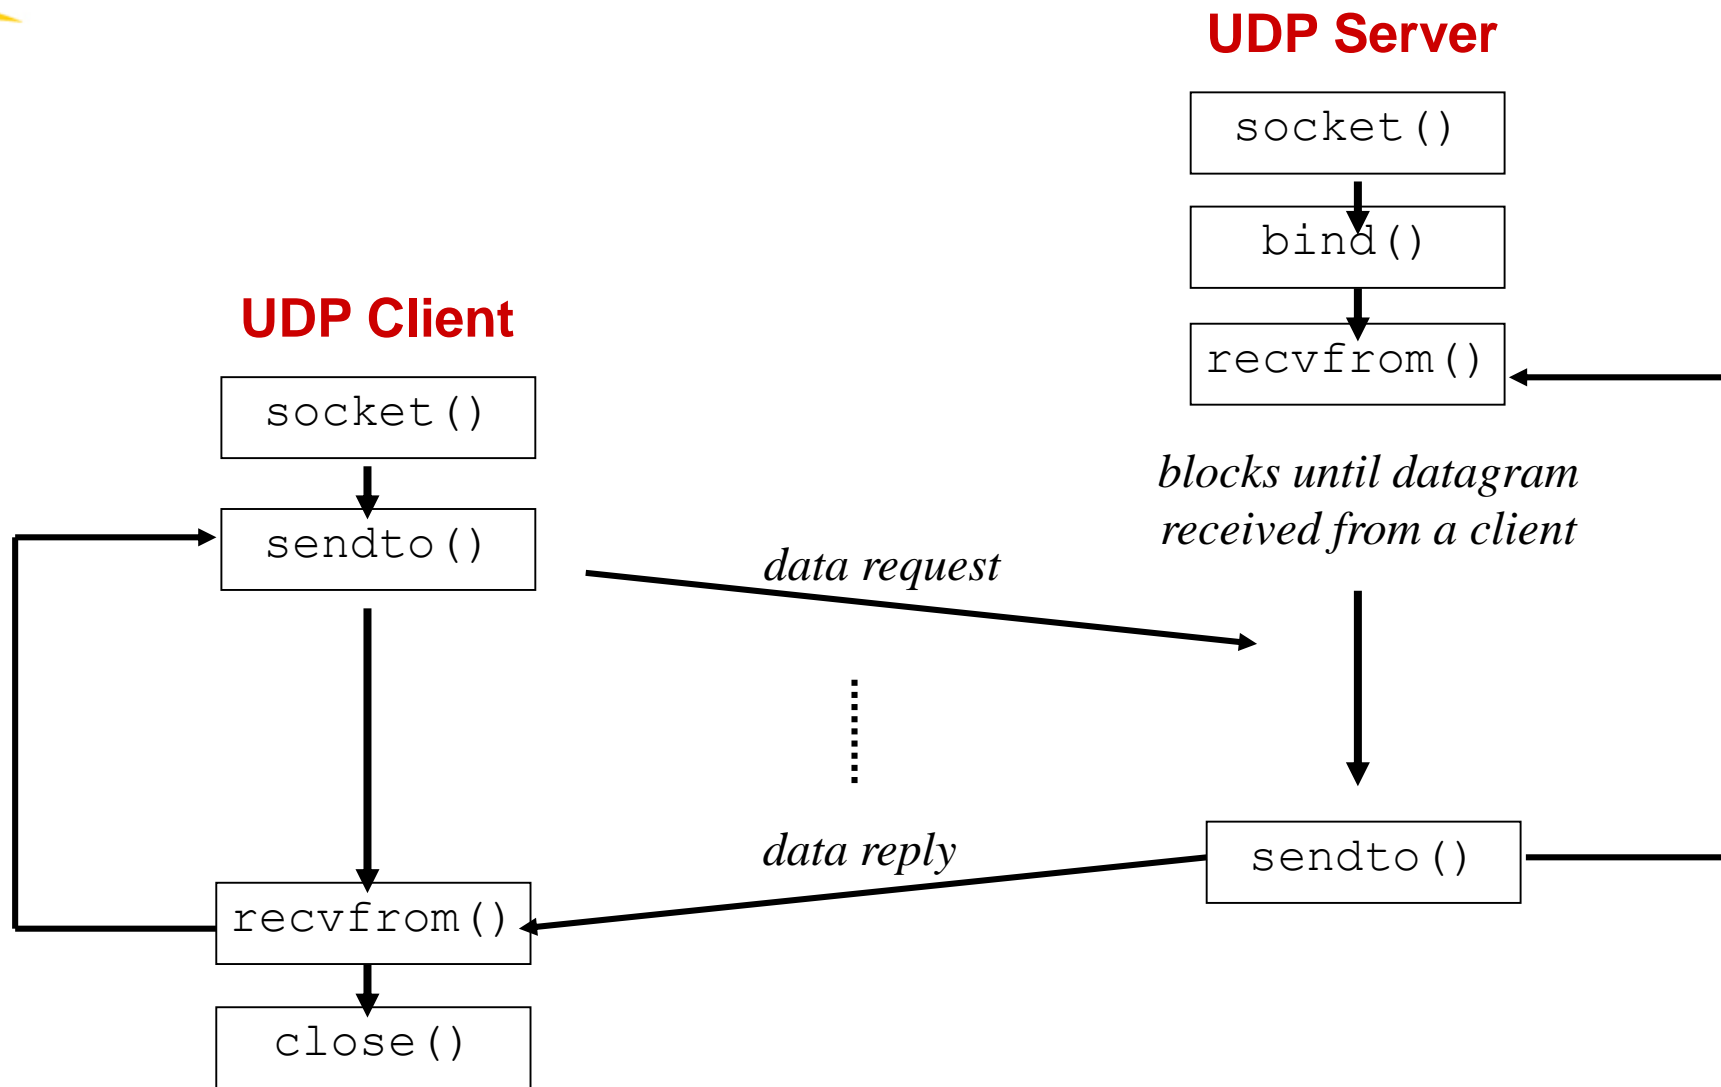 UDP Server
socket()
bind()
recvfrom()
blocks until datagram
received from a client
UDP Client
socket()
sendto()
data request
data reply
sendto()
recvfrom()
close()